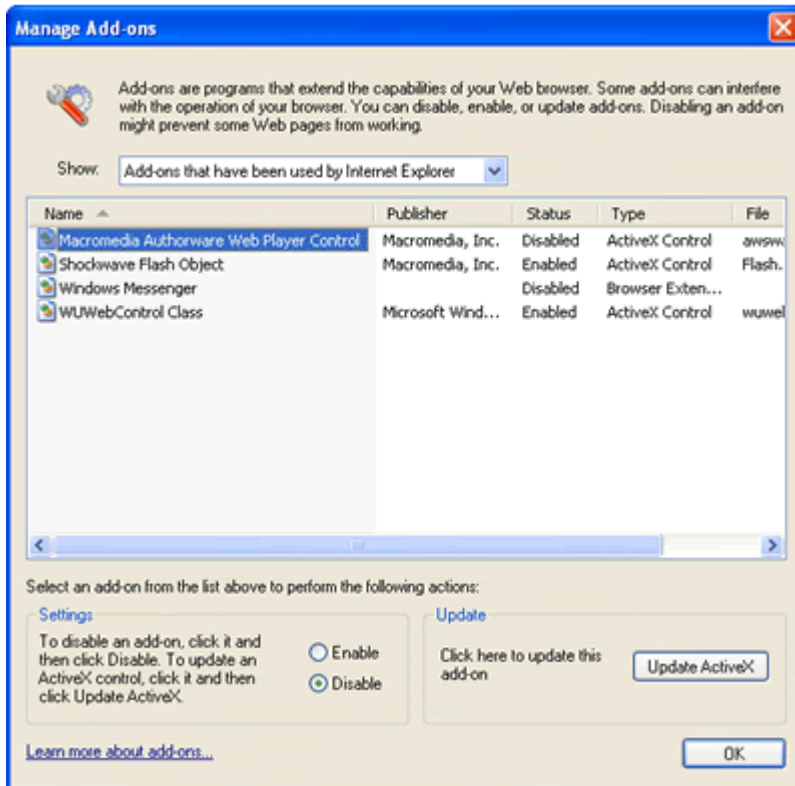 Manage Add-ons
Add-ons are programs that extend the capabilities of your Web browser. Some add-ons can interfere
with the operation of your browser. You can disable, enable, or update add-ons. Disabling an add-on
might prevent some Web pages from working.
Show: Add-ons that have been used by Internet Explorer
Name Publisher Status Type File
Macromedia Authorware Web Player Control Macromedia, Inc. Disabled ActiveX Control
Shockwave Flash Object Macromedia, Inc. Enabled ActiveX Control Flash.
Windows Messenger Disabled Browser Exten...
WUWebControl Class Microsoft Wind... Enabled ActiveX Control
Select an add-on from the list above to perform the following actions:
Settings
To disable an add-on, click it and
then click Disable. To update an
ActiveX control, click it and then
click Update ActiveX.
Enable
Disable
Update
Click here to update this
add-on
Update ActiveX
Learn more about add-ons...
OK